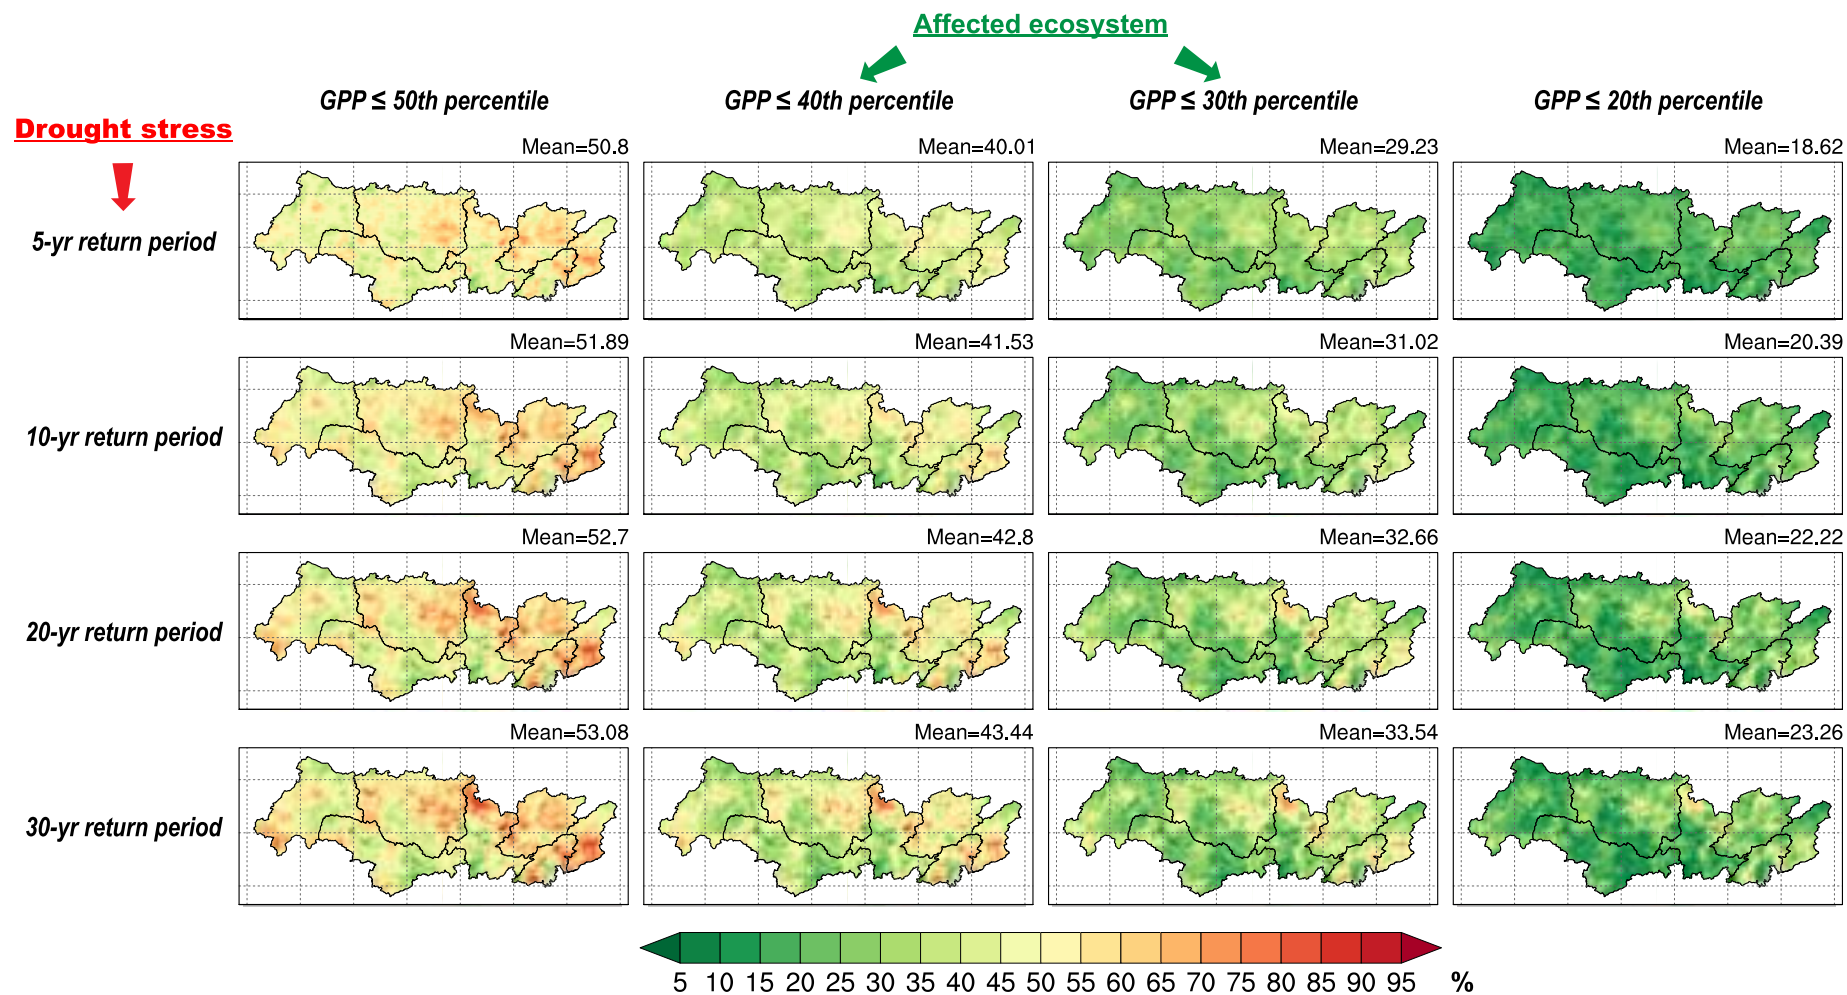 Affected ecosystem
GPP ≤ 50th percentile
GPP ≤ 40th percentile
GPP ≤ 30th percentile
GPP ≤ 20th percentile
Drought stress
Mean=50.8
Mean=40.01
Mean=29.23
Mean=18.62
5-yr return period
Mean=51.89
Mean=41.53
Mean=31.02
Mean=20.39
10-yr return period
Mean=52.7
Mean=42.8
Mean=32.66
Mean=22.22
20-yr return period
Mean=53.08
Mean=43.44
Mean=33.54
Mean=23.26
30-yr return period
5 10 15 20 25 30 35 40 45 50 55 60 65 70 75 80 85 90 95 %